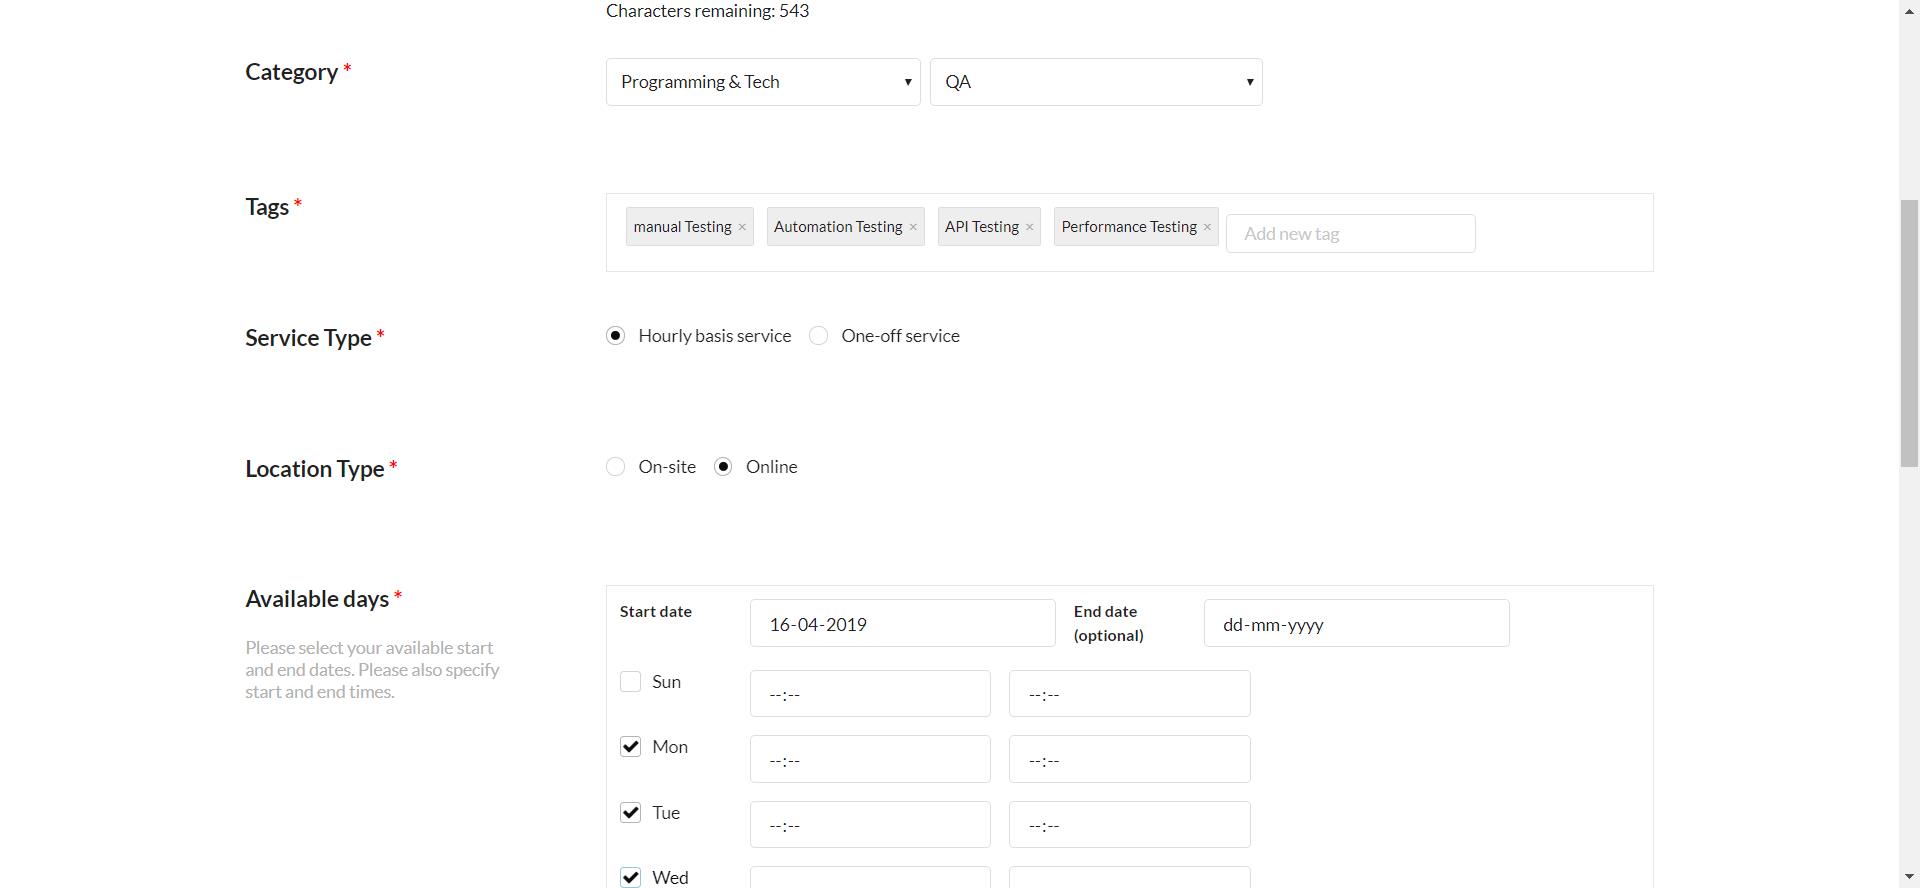 Characters remaining: 543
Category *
Programming & Tech
QA
Tags *
manual Testing ×
Automation Testing ×
API Testing ×
Performance Testing ×
Add new tag
Service Type *
Hourly basis service
One-off service
Location Type *
On-site
Online
Available days *
Please select your available start
and end dates. Please also specify
start and end times.
Start date
16-04-2019
End date
(optional)
dd-mm-yyyy
Sun
--:--
--:--
Mon
--:--
--:--
Tue
--:--
--:--
Wed